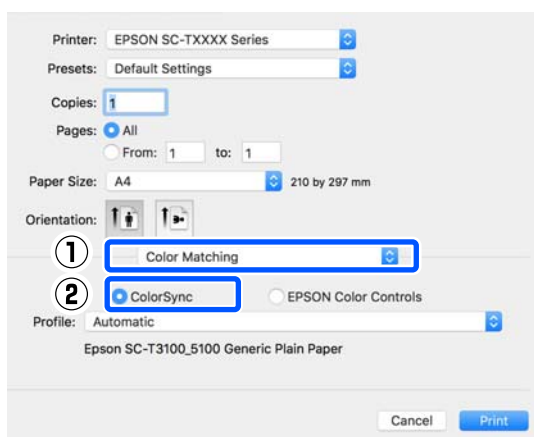 Printer: EPSON SC-TXXXX Series
Presets: Default Settings
Copies: 1
Pages: All
From: 1 to: 1
Paper Size: A4 210 by 297 mm
Orientation:
① Color Matching
② ColorSync EPSON Color Controls
Profile: Automatic
Epson SC-T3100_5100 Generic Plain Paper
Cancel Print